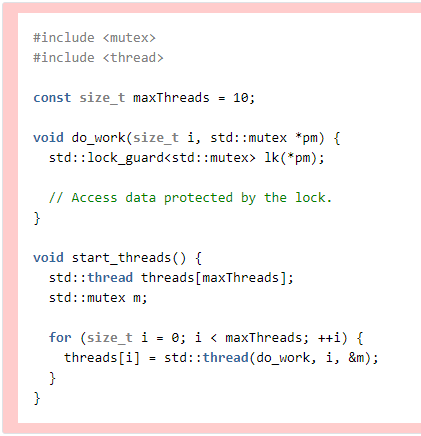 #include <mutex>
#include <thread>

const size_t maxThreads = 10;

void do_work(size_t i, std::mutex *pm) {
  std::lock_guard<std::mutex> lk(*pm);

  // Access data protected by the lock.
}

void start_threads() {
  std::thread threads[maxThreads];
  std::mutex m;

  for (size_t i = 0; i < maxThreads; ++i) {
    threads[i] = std::thread(do_work, i, &m);
  }
}